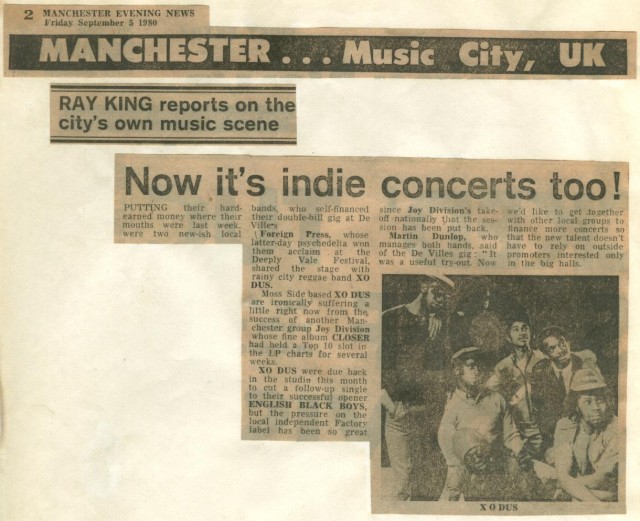 2 MANCHESTER EVENING NEWS
Friday September 5 1980
MANCHESTER . . . Music City, UK
RAY KING reports on the
city's own music scene
Now it's indie concerts too!
PUTTING their hard-
earned money where their
mouths were last week,
were two new-ish local
bands, who self-financed
their double-bill gig at De
Villes
Foreign Press, whose
latter-day psychedelia won
them acclaim at the
Deeply Vale Festival,
shared the stage with
rainy city reggae band XO
DUS.
Moss Side based XO DUS
are ironically suffering a
little right now from the
success of another Man-
chester group Joy Division
whose fine album CLOSER
had held a Top 10 slot in
the LP charts for several
weeks.
XO DUS were due back
in the studio this month
to cut a follow-up single
to their successful opener
ENGLISH BLACK BOYS,
but the pressure on the
local independent Factory
label has been so great
since Joy Division's take-
off nationally that the ses-
sion has been put back.
Martin Dunlop, who
manages both bands, said
of the De Villes gig: "It
was a useful try-out. Now
we'd like to get together
with other local groups to
finance more concerts so
that the new talent doesn't
have to rely on outside
promoters interested only
in the big halls.
XO DUS